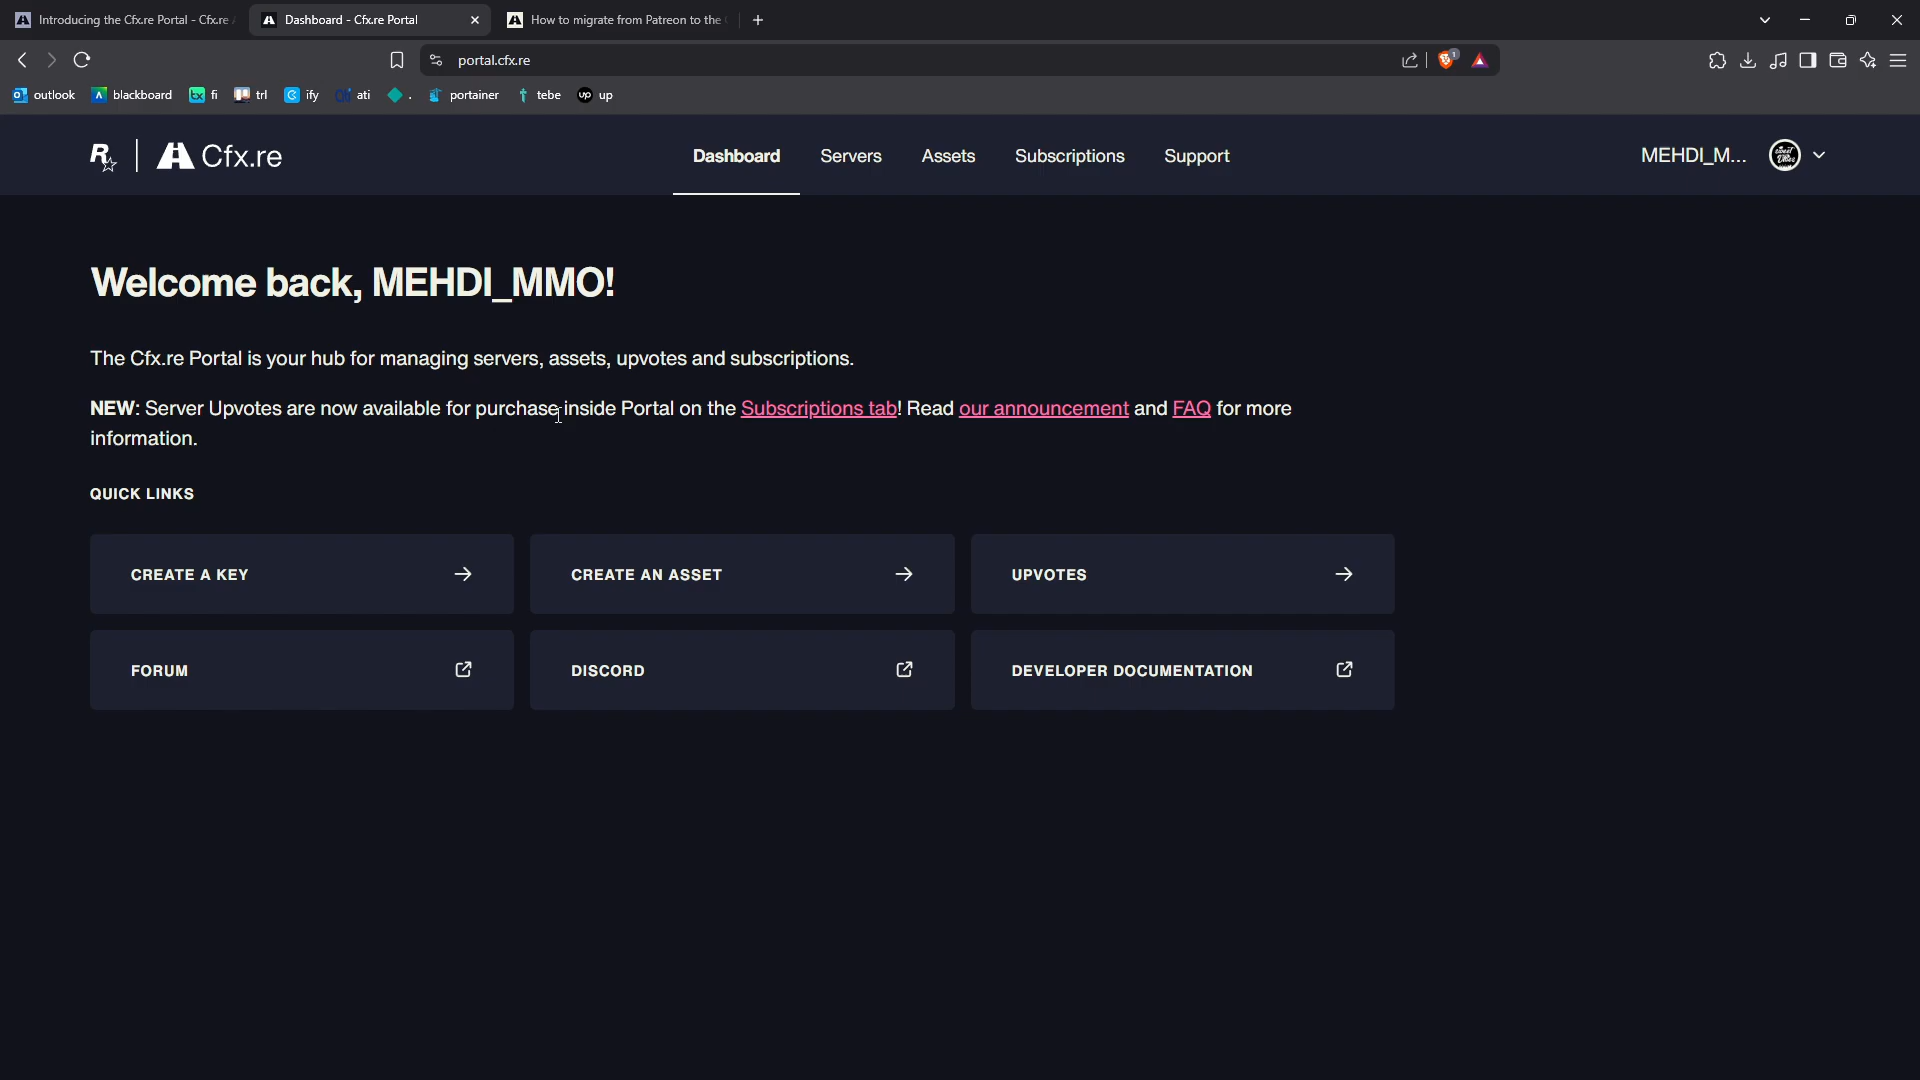 Introducing the Cfx.re Portal - Cfx.re
Dashboard - Cfx.re Portal
How to migrate from Patreon to the
portal.cfx.re
1
outlook
blackboard
fi
trl
ify
ati
.
portainer
tebe
up
R
Cfx.re
Dashboard
Servers
Assets
Subscriptions
Support
MEHDI_M...
Welcome back, MEHDI_MMO!
The Cfx.re Portal is your hub for managing servers, assets, upvotes and subscriptions.
NEW: Server Upvotes are now available for purchase inside Portal on the Subscriptions tab! Read our announcement and FAQ for more
information.
QUICK LINKS
CREATE A KEY
CREATE AN ASSET
UPVOTES
FORUM
DISCORD
DEVELOPER DOCUMENTATION